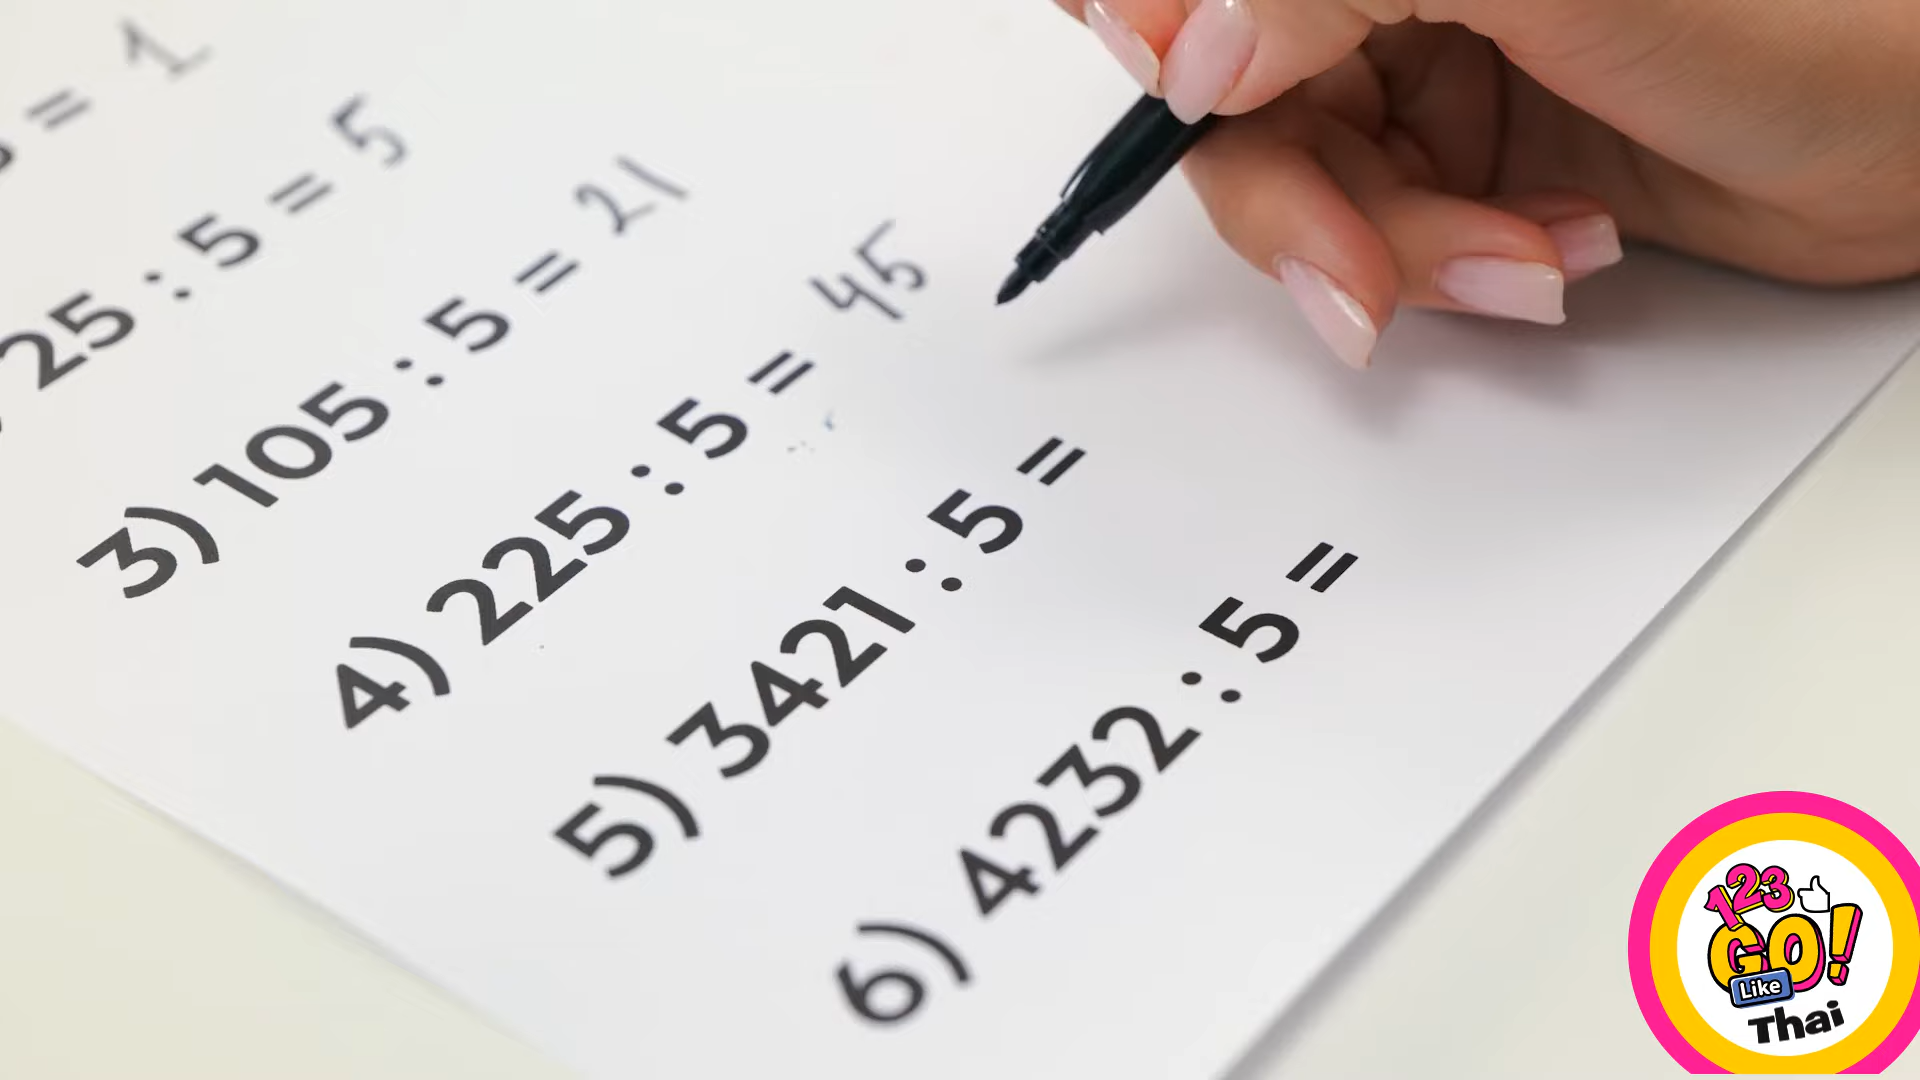 = 1
25 : 5 = 5
3) 105 : 5 = 21
4) 225 : 5 = 45
5) 3421 : 5 =
6) 4232 : 5 =
123
GO!
Like
Thai